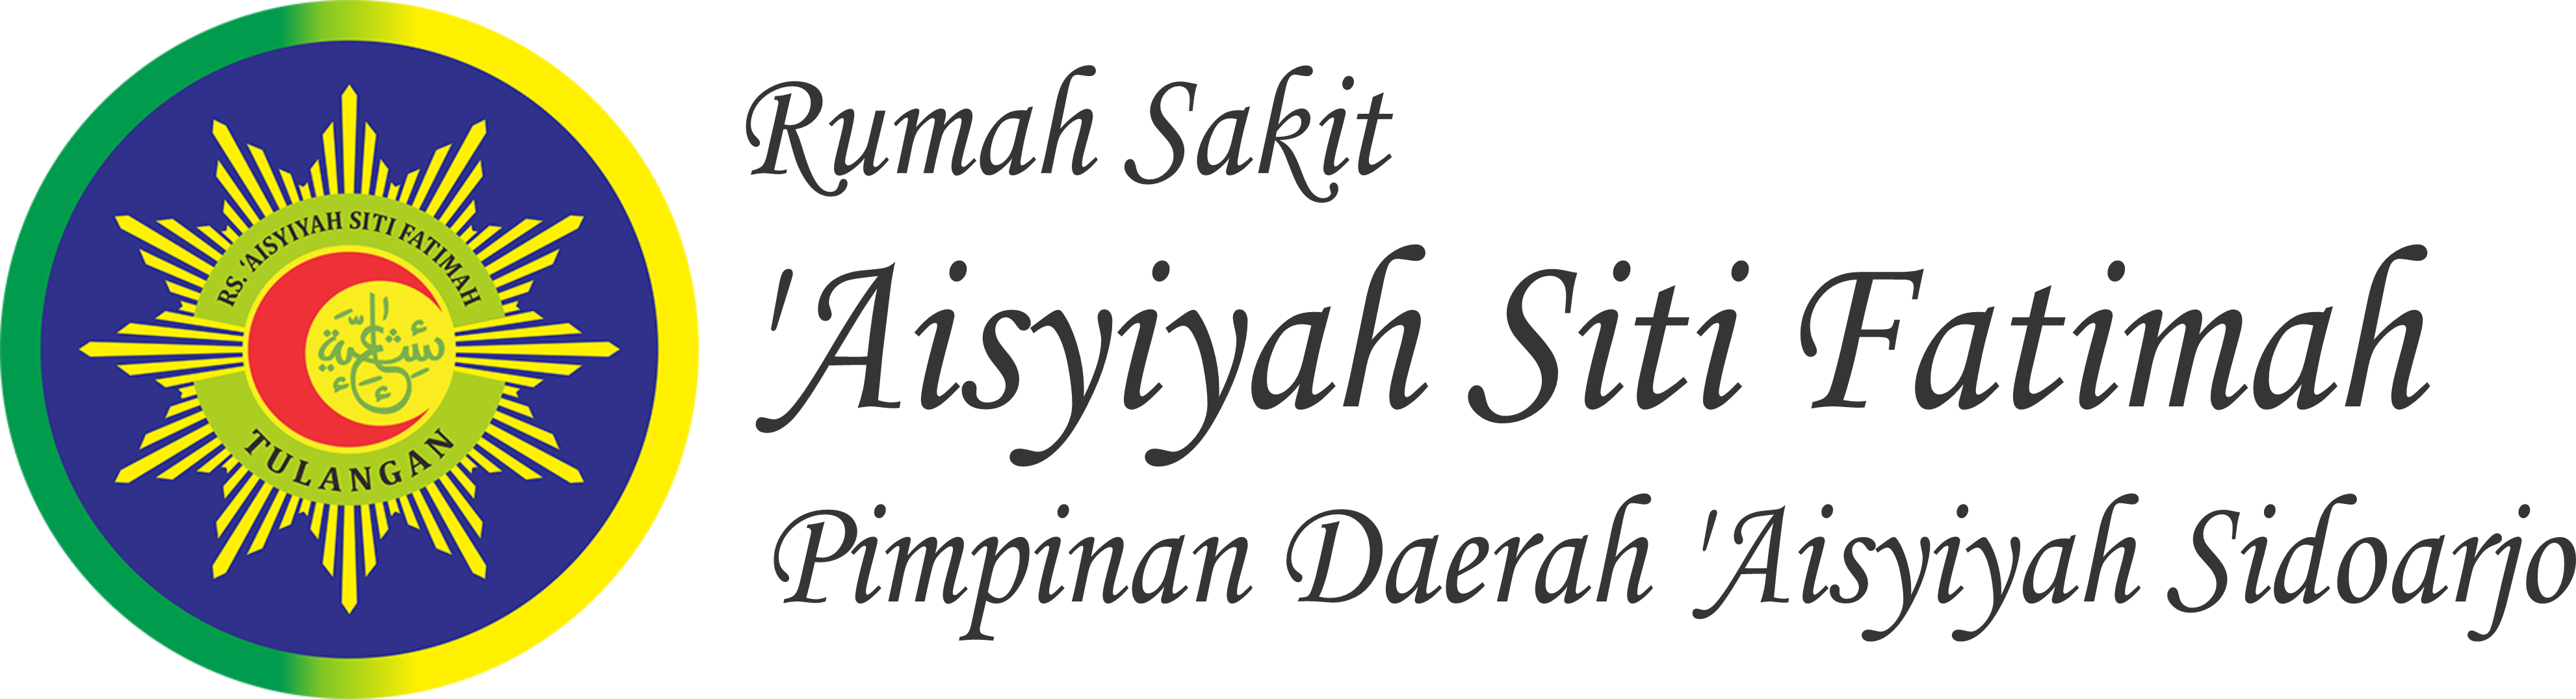 RS. 'AISYIYAH SITI FATIMAH
عائشية
TULANGAN
Rumah Sakit
'Aisyiyah Siti Fatimah
Pimpinan Daerah 'Aisyiyah Sidoarjo